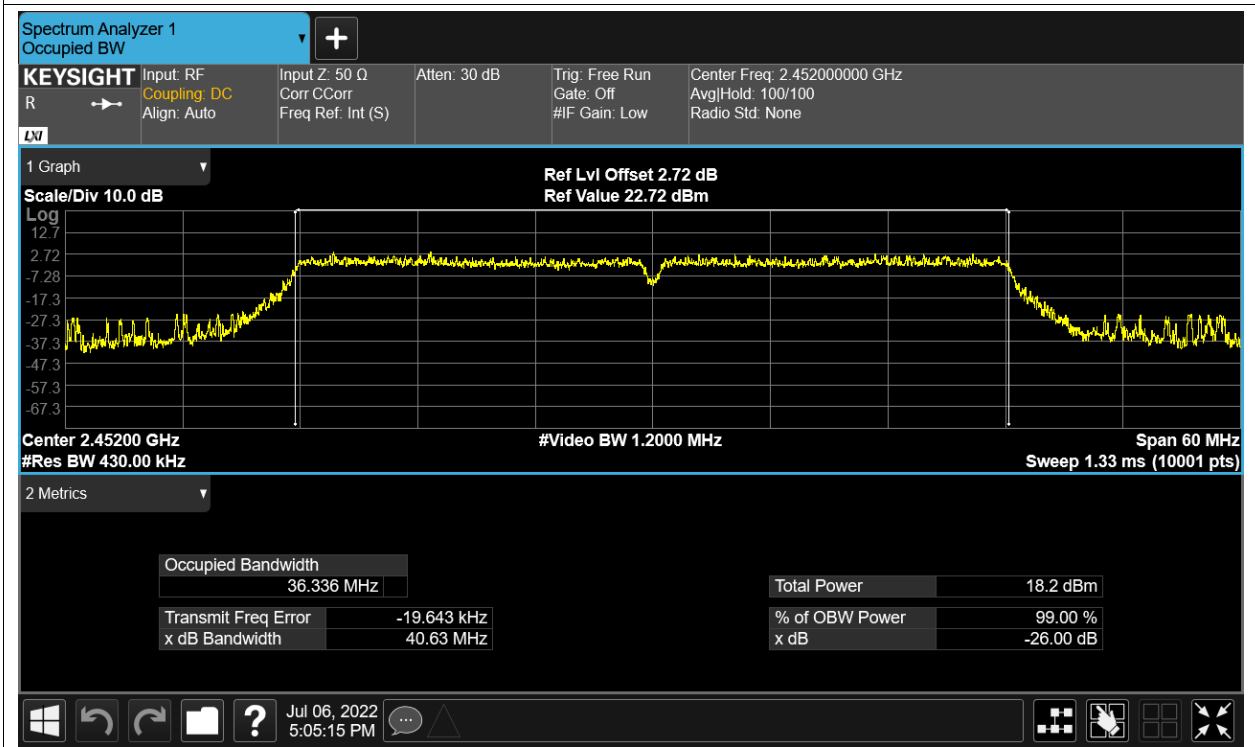 Spectrum Analyzer 1
Occupied BW
KEYSIGHT
R
LXI
Input: RF
Coupling: DC
Align: Auto
Input Z: 50 Ω
Corr CCorr
Freq Ref: Int (S)
Atten: 30 dB
Trig: Free Run
Gate: Off
#IF Gain: Low
Center Freq: 2.452000000 GHz
Avg|Hold: 100/100
Radio Std: None
1 Graph
Scale/Div 10.0 dB
Ref Lvl Offset 2.72 dB
Ref Value 22.72 dBm
Log
12.7
2.72
-7.28
-17.3
-27.3
-37.3
-47.3
-57.3
-67.3
Center 2.45200 GHz
#Video BW 1.2000 MHz
Span 60 MHz
#Res BW 430.00 kHz
Sweep 1.33 ms (10001 pts)
2 Metrics
Occupied Bandwidth
36.336 MHz
Total Power 18.2 dBm
Transmit Freq Error -19.643 kHz
% of OBW Power 99.00 %
x dB Bandwidth 40.63 MHz
x dB -26.00 dB
?
Jul 06, 2022
5:05:15 PM